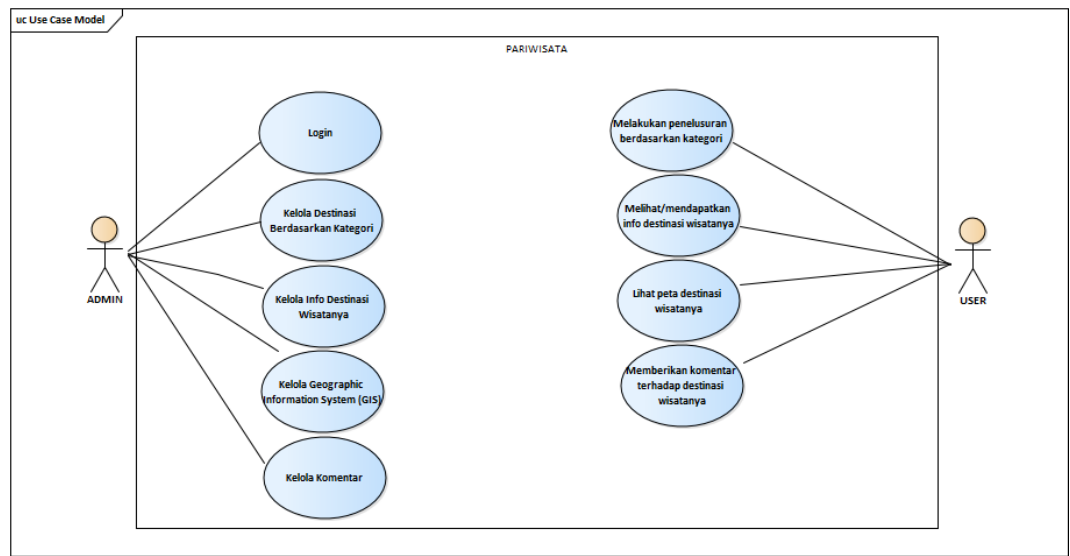 uc Use Case Model
PARIWISATA
Login
Kelola Destinasi
Berdasarkan Kategori
Kelola Info Destinasi
Wisatanya
Kelola Geographic
Information System (GIS)
Kelola Komentar
ADMIN
Melakukan penelusuran
berdasarkan kategori
Melihat/mendapatkan
info destinasi wisatanya
Lihat peta destinasi
wisatanya
Memberikan komentar
terhadap destinasi
wisatanya
USER